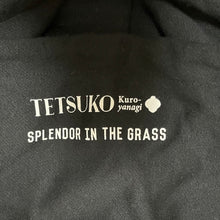 TETSUKO Kuro-
yanagi
SPLENDOR IN THE GRASS